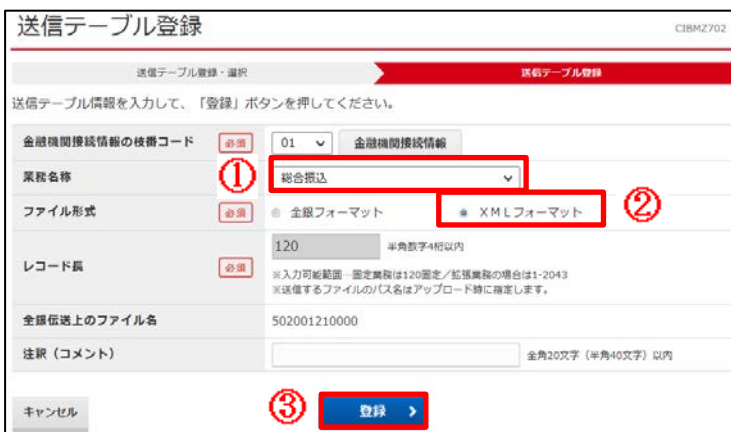 送信テーブル登録
CIBMZ702
送信テーブル登録・選択
送信テーブル登録
送信テーブル情報を入力して、「登録」ボタンを押してください。
金融機関接続情報の枝番コード 必須 01 金融機関接続情報
業務名称 ① 総合振込
ファイル形式 必須 全銀フォーマット XMLフォーマット ②
レコード長 必須 120 半角数字4桁以内
※入力可能範囲…固定業務は120固定／拡張業務の場合は1-2043
※送信するファイルのパス名はアップロード時に指定します。
全銀伝送上のファイル名 502001210000
注釈（コメント） 全角20文字（半角40文字）以内
キャンセル ③ 登録